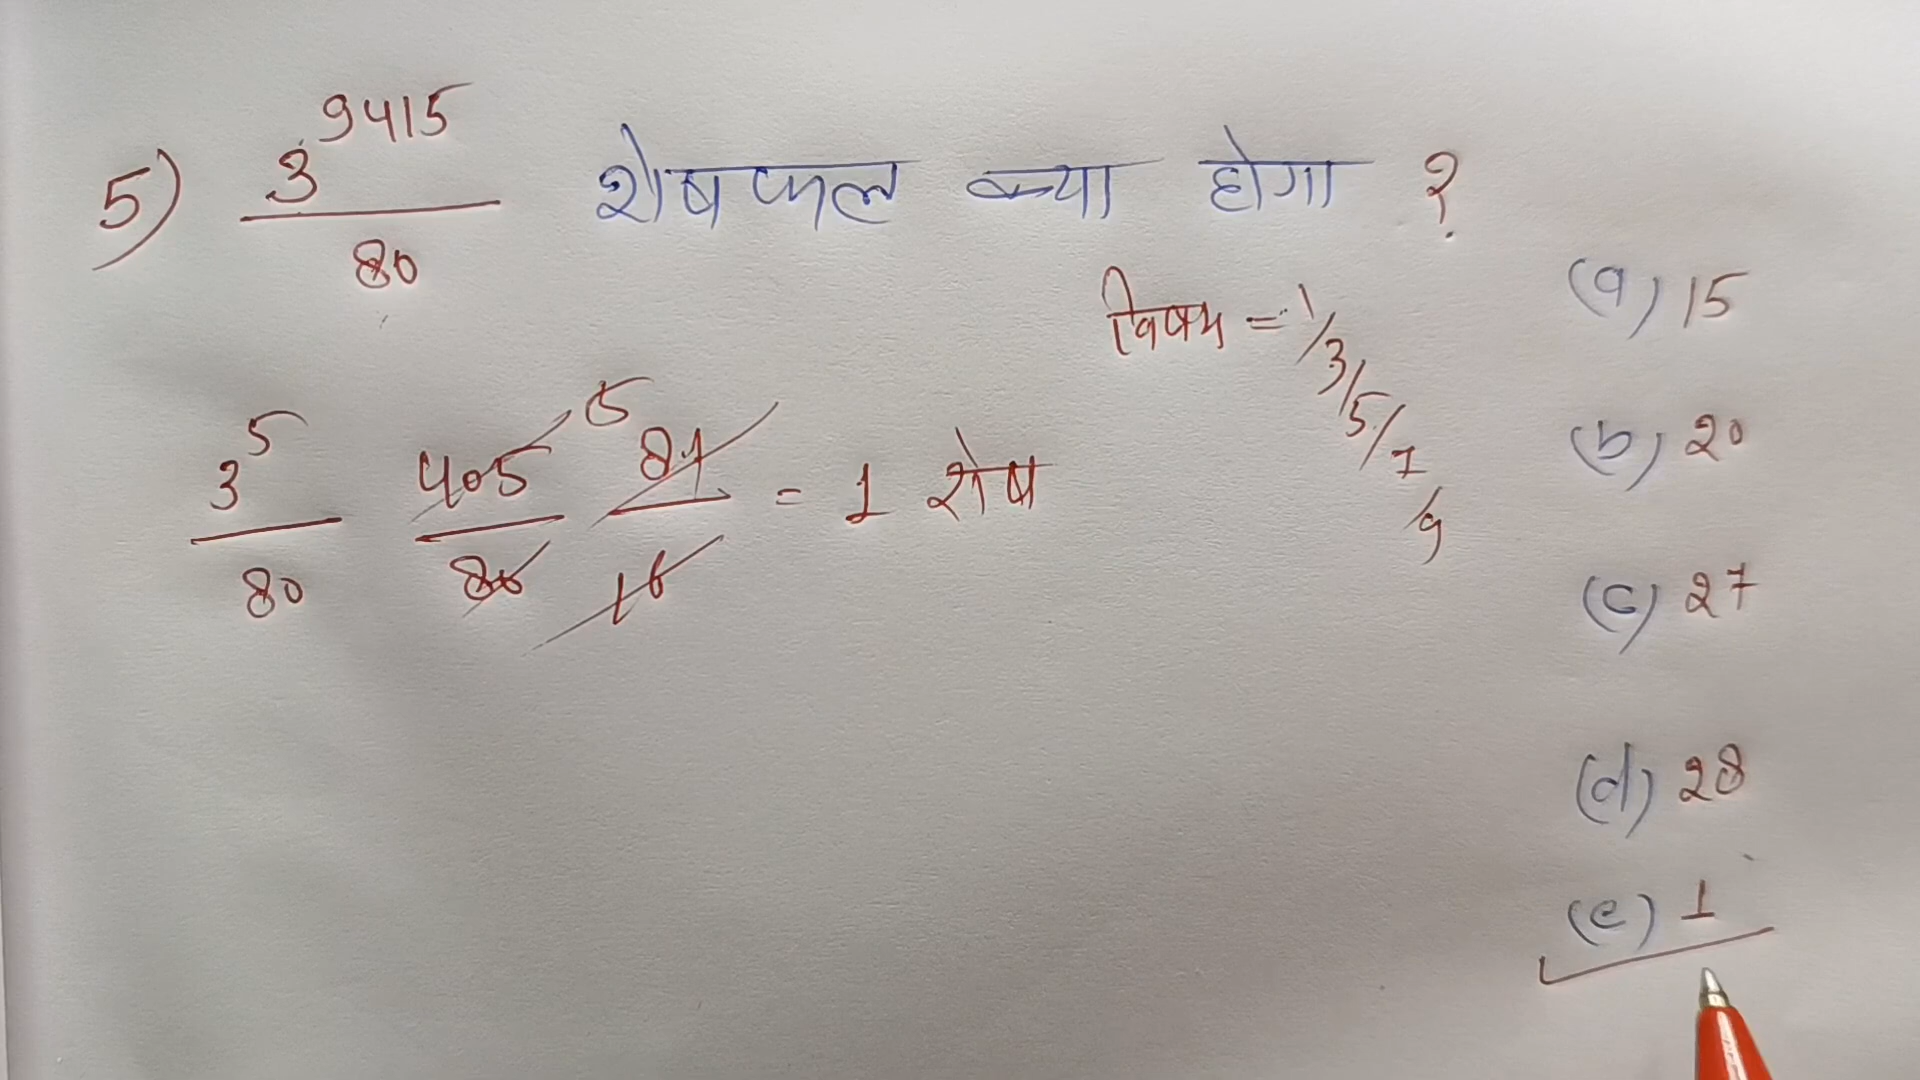 5) 3^9415 / 80 शेषफल क्या होगा ?
विषम = 1/3/5/7/9
3^5 / 80 405 / 80 5 81 / 16 = 1 शेष
(a) 15
(b) 20
(c) 27
(d) 28
(e) 1